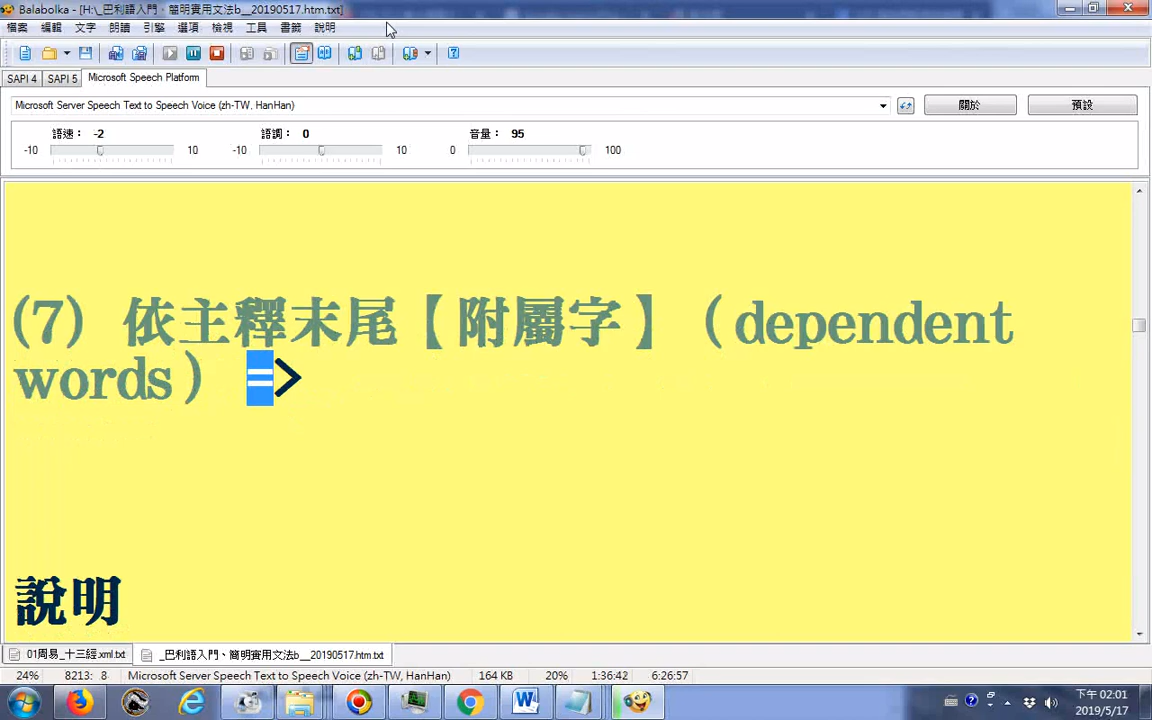 Balabolka - [H:\_巴利語入門、簡明實用文法b__20190517.htm.txt]
檔案 編輯 文字 朗讀 引擎 選項 檢視 工具 書籤 說明
SAPI 4 SAPI 5 Microsoft Speech Platform
Microsoft Server Speech Text to Speech Voice (zh-TW, HanHan) 關於 預設
語速： -2 語調： 0 音量： 95
-10 10 -10 10 0 100
(7) 依主釋末尾【附屬字】（dependent
words） =>
說明
01周易_十三經.xml.txt _巴利語入門、簡明實用文法b__20190517.htm.txt
24% 8213: 8 Microsoft Server Speech Text to Speech Voice (zh-TW, HanHan) 164 KB 20% 1:36:42 6:26:57
下午 02:01
2019/5/17